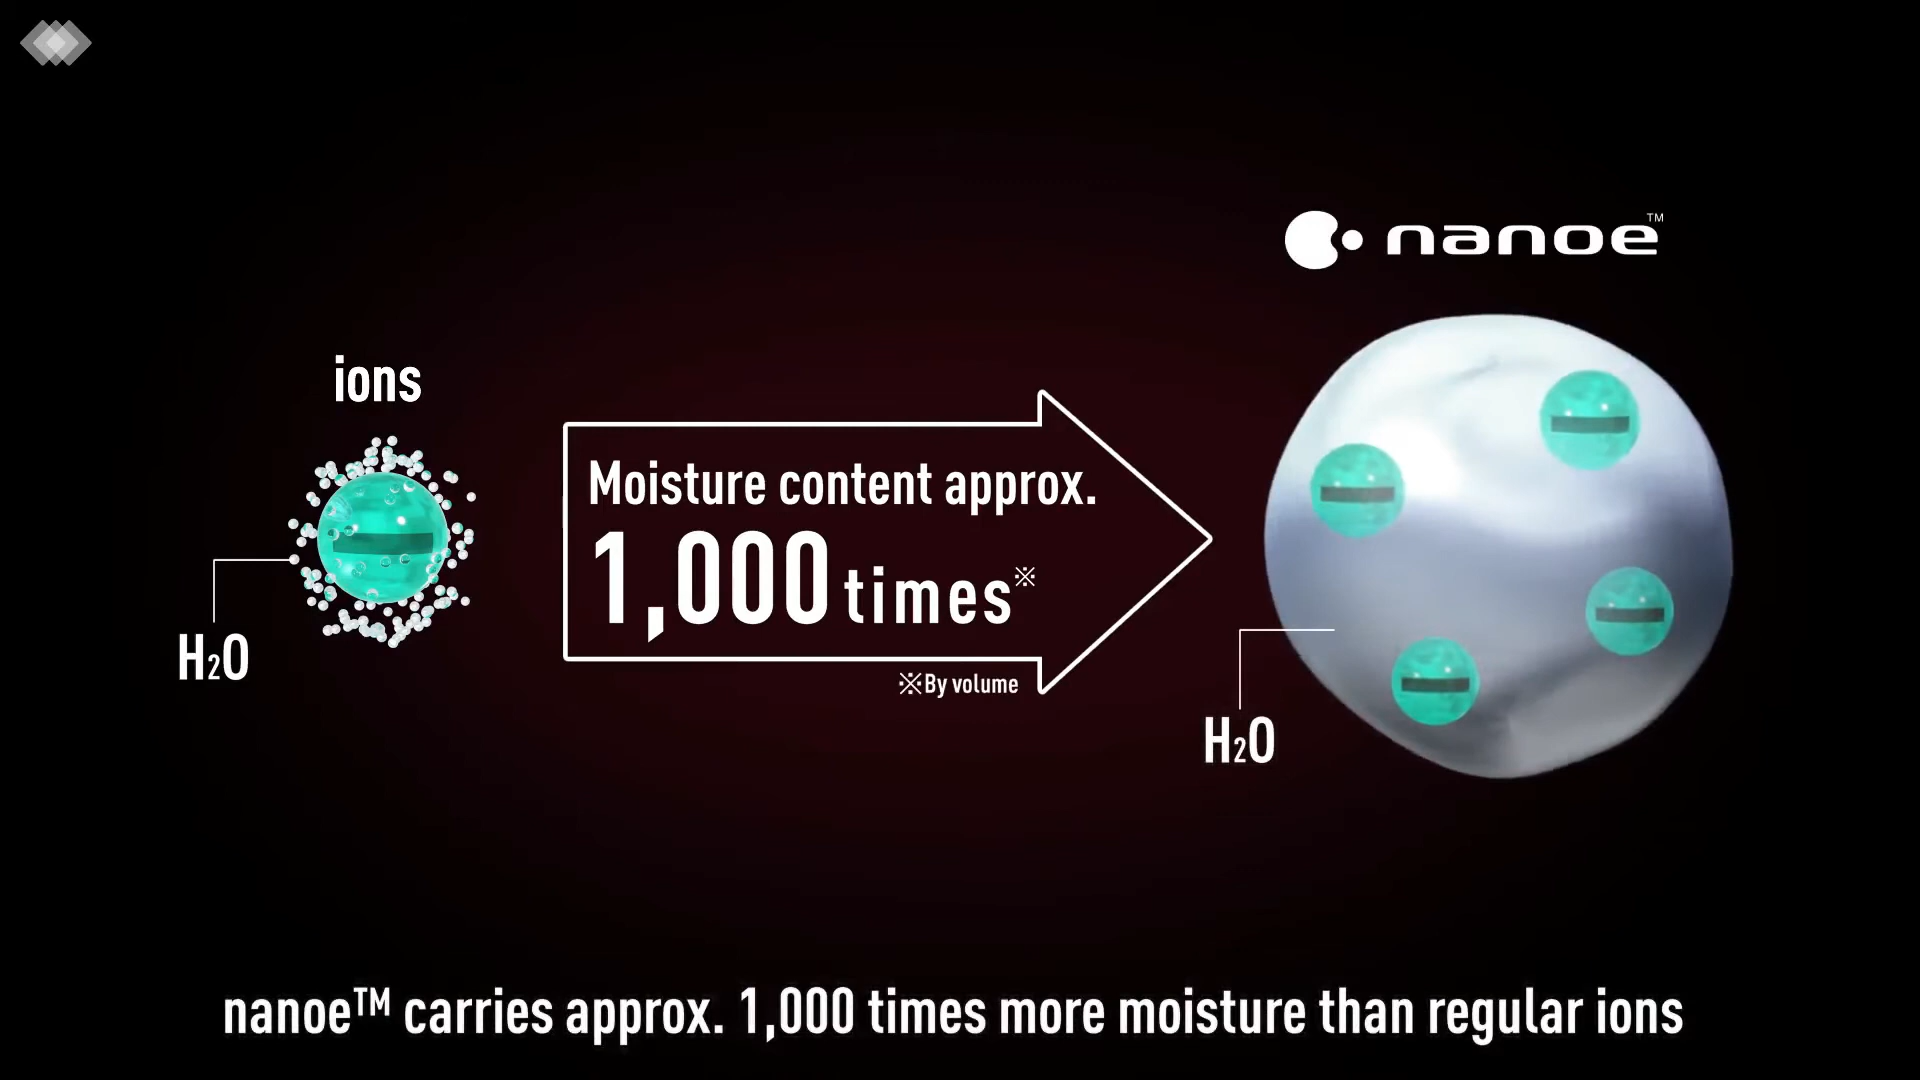 nanoe™
ions
Moisture content approx.
1,000 times※
※By volume
H₂O
H₂O
nanoe™ carries approx. 1,000 times more moisture than regular ions